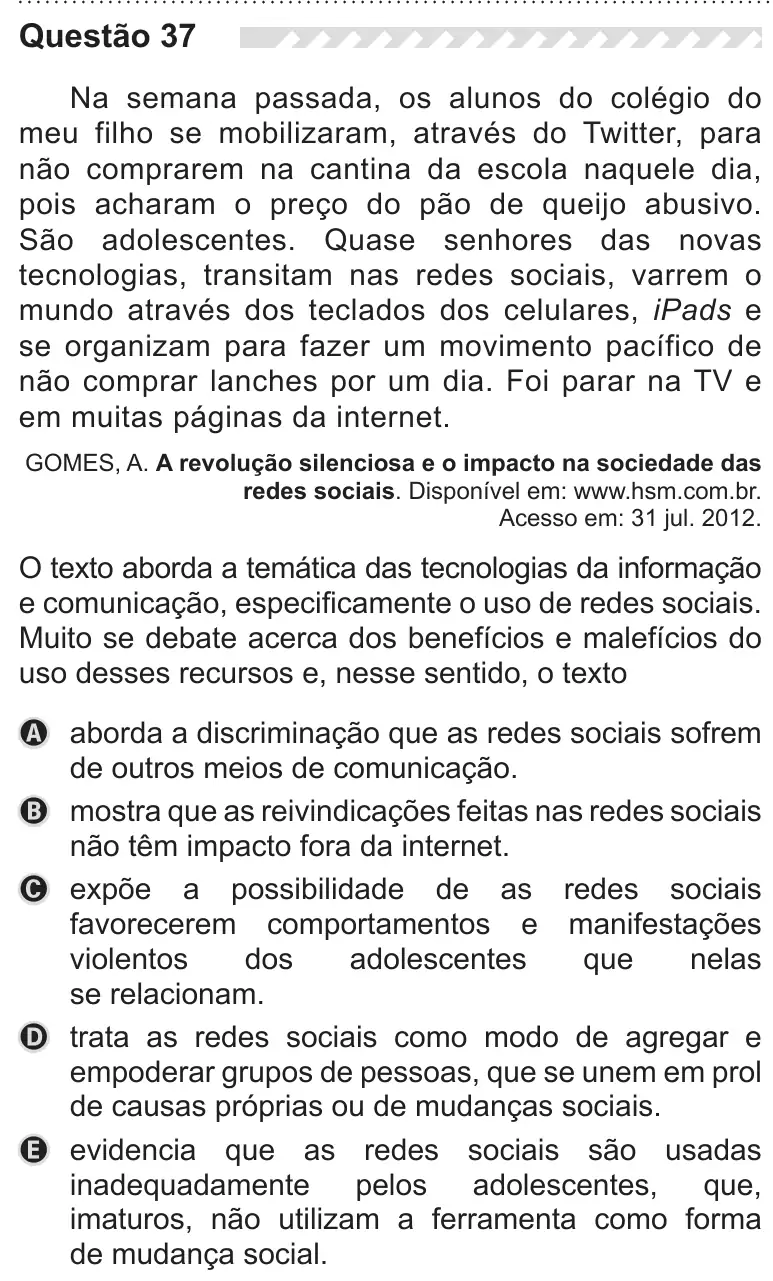 Questão 37
Na semana passada, os alunos do colégio do
meu filho se mobilizaram, através do Twitter, para
não comprarem na cantina da escola naquele dia,
pois acharam o preço do pão de queijo abusivo.
São adolescentes. Quase senhores das novas
tecnologias, transitam nas redes sociais, varrem o
mundo através dos teclados dos celulares, iPads e
se organizam para fazer um movimento pacífico de
não comprar lanches por um dia. Foi parar na TV e
em muitas páginas da internet.
GOMES, A. A revolução silenciosa e o impacto na sociedade das
redes sociais. Disponível em: www.hsm.com.br.
Acesso em: 31 jul. 2012.
O texto aborda a temática das tecnologias da informação
e comunicação, especificamente o uso de redes sociais.
Muito se debate acerca dos benefícios e malefícios do
uso desses recursos e, nesse sentido, o texto
A aborda a discriminação que as redes sociais sofrem
de outros meios de comunicação.
B mostra que as reivindicações feitas nas redes sociais
não têm impacto fora da internet.
C expõe a possibilidade de as redes sociais
favorecerem comportamentos e manifestações
violentos dos adolescentes que nelas
se relacionam.
D trata as redes sociais como modo de agregar e
empoderar grupos de pessoas, que se unem em prol
de causas próprias ou de mudanças sociais.
E evidencia que as redes sociais são usadas
inadequadamente pelos adolescentes, que,
imaturos, não utilizam a ferramenta como forma
de mudança social.